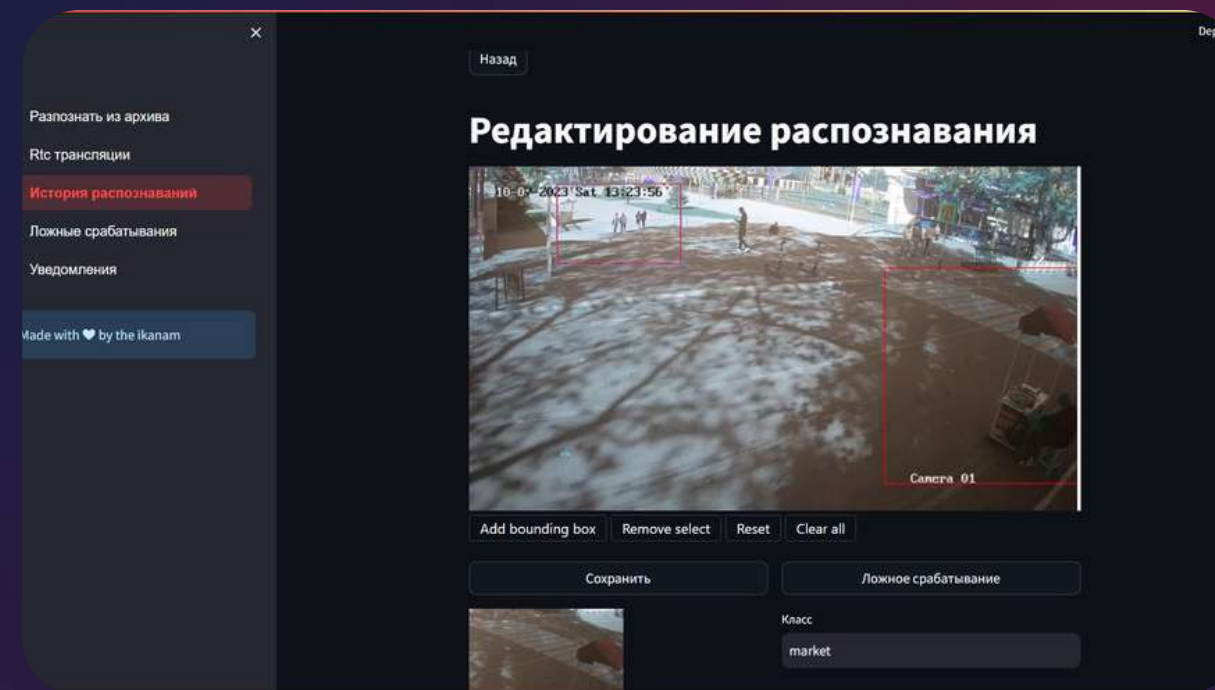 Разпознать из архива
Rtc трансляции
История распознаваний
Ложные срабатывания
Уведомления
Made with ❤ by the ikanam
Назад
Редактирование распознавания
2023 Sat 13:23:56
Camera 01
Add bounding box Remove select Reset Clear all
Сохранить Ложное срабатывание
Класс
market